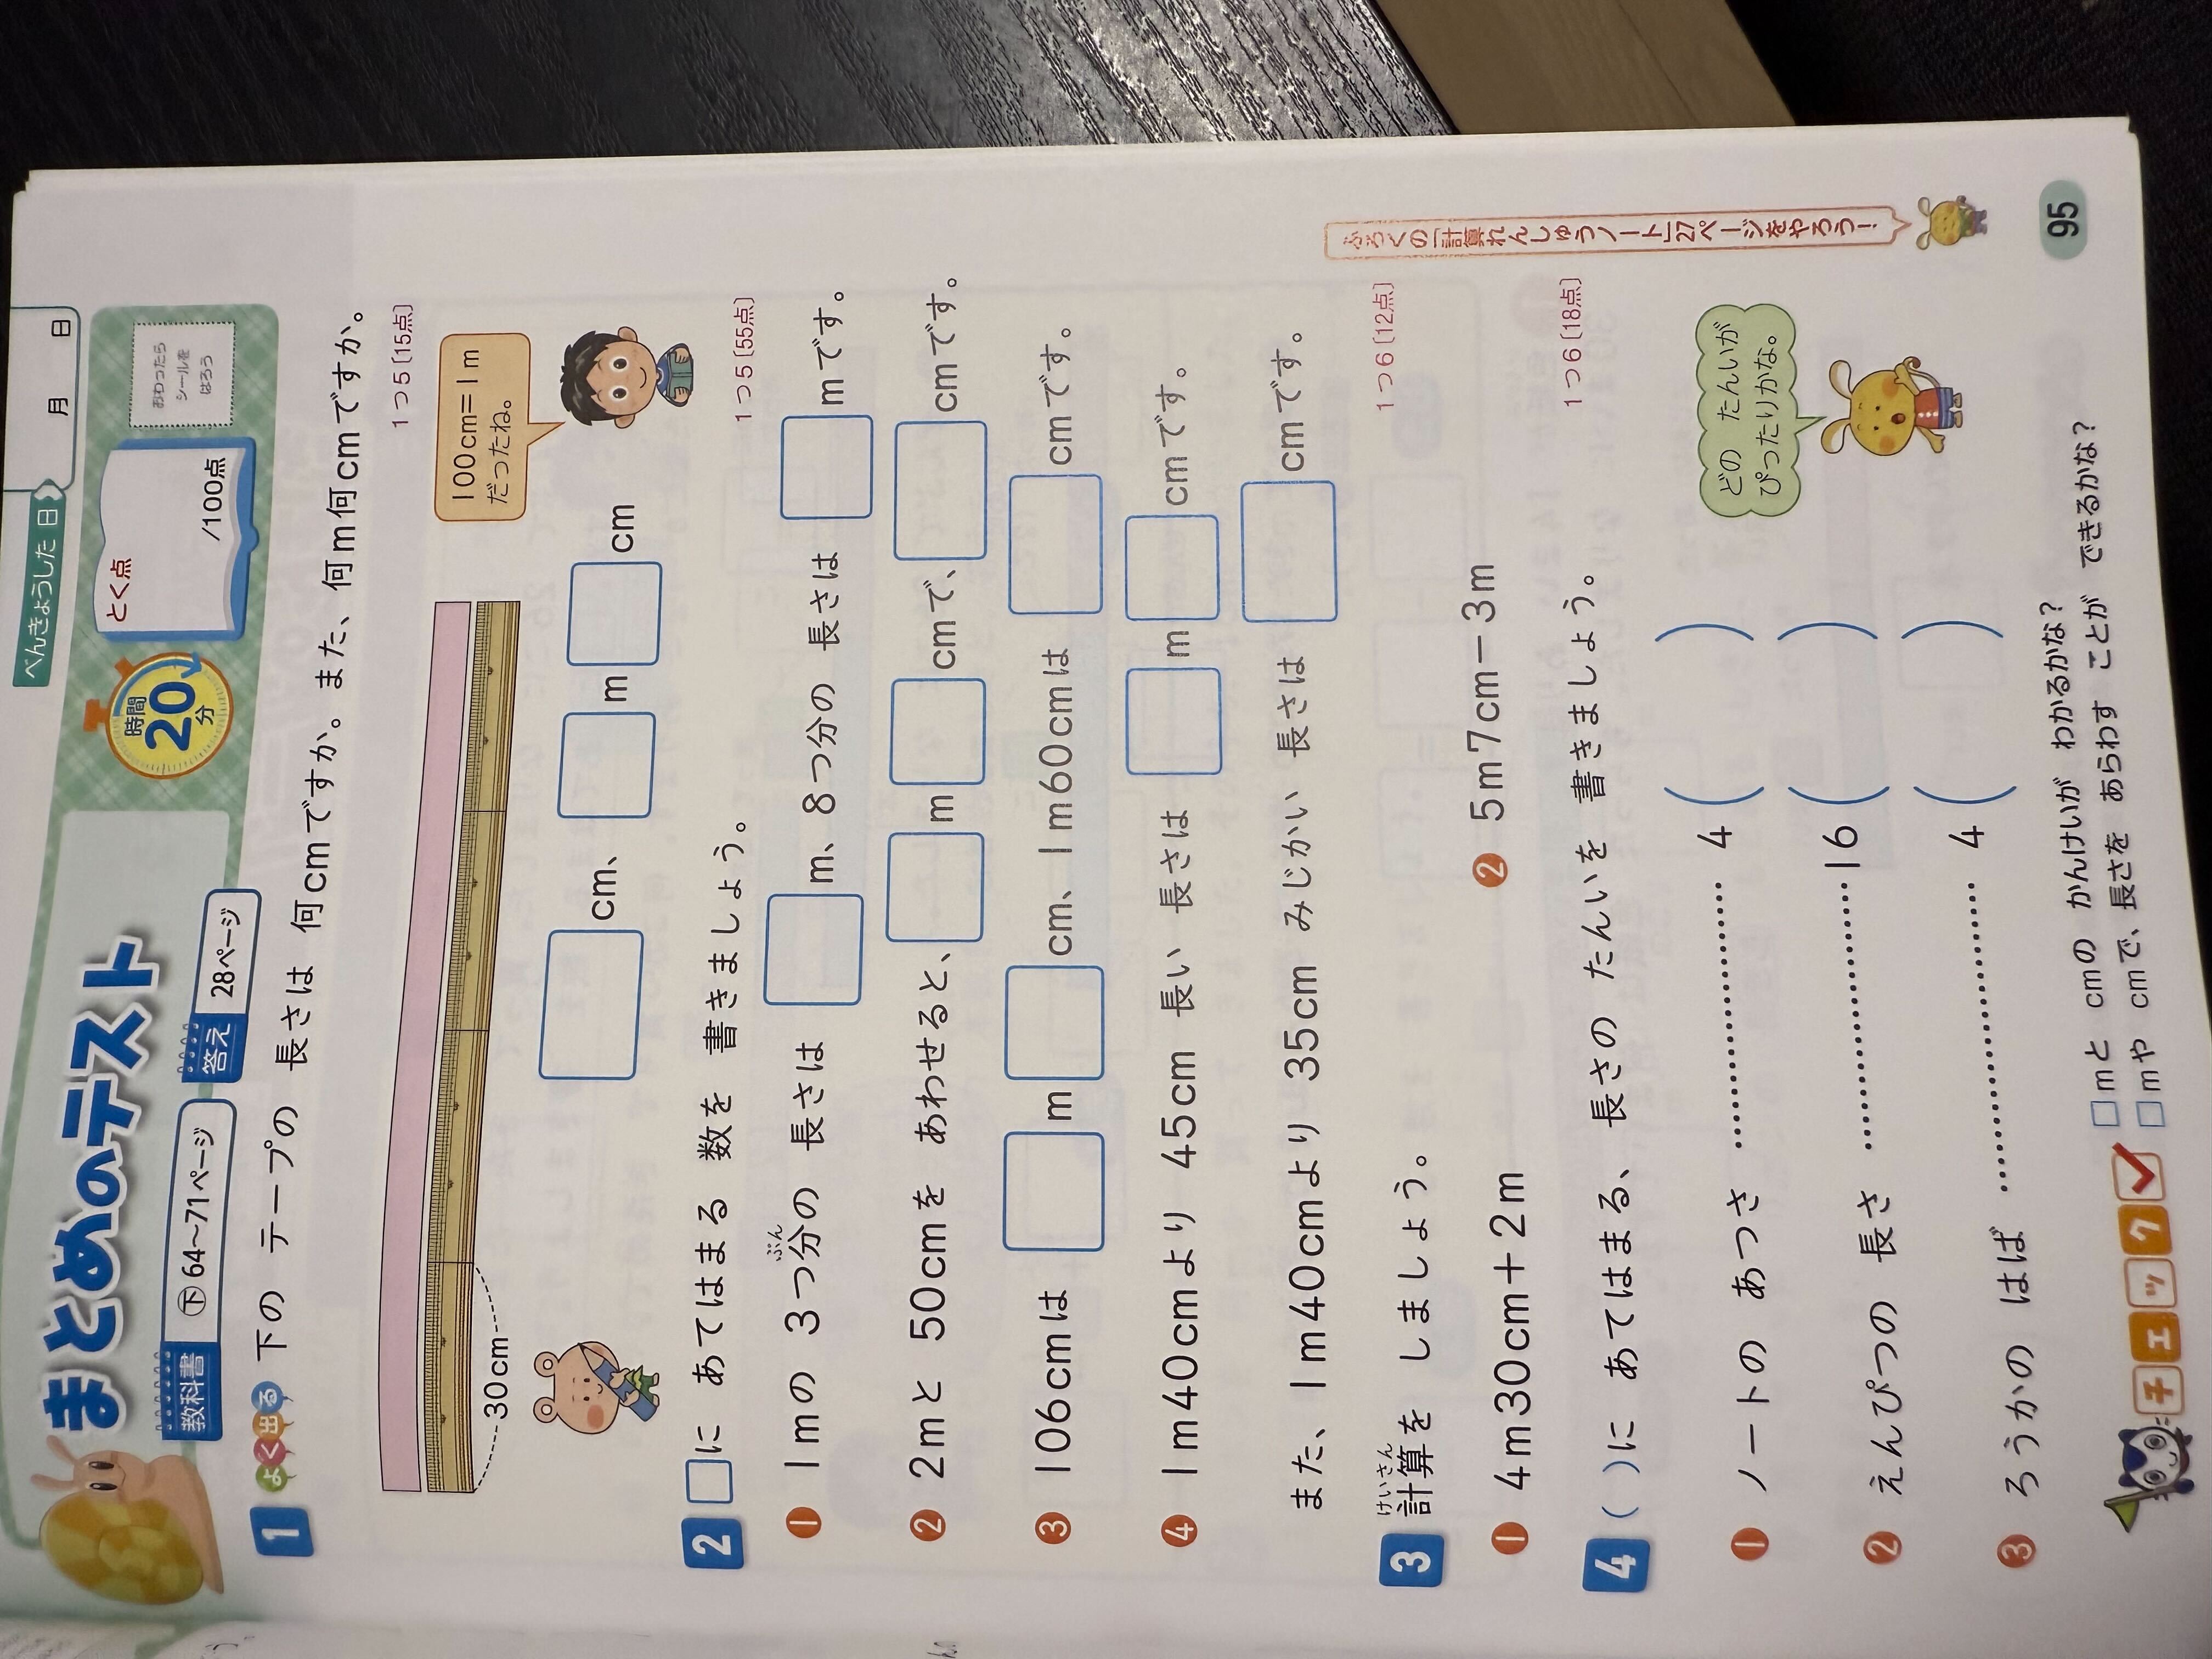 べんきょうした 日 月 日
まとめのテスト
教科書 ㊦64〜71ページ
答え 28ページ
時間 20 分
とく点
/100点
おわったら
シールを
はろう
1 よく出る 下の テープの 長さは 何cmですか。また、何m何cmですか。
1つ5〔15点〕
30cm
100cm=1m
だったね。
□cm、□m□cm
2 □に あてはまる 数を 書きましょう。
1つ5〔55点〕
❶ 1mの 3つ分の 長さは □m、8つ分の 長さは □mです。
ぶん
❷ 2mと 50cmを あわせると、□m□cmで、□cmです。
❸ 106cmは □m□cm、1m60cmは □cmです。
❹ 1m40cmより 45cm 長い 長さは □m□cmです。
また、1m40cmより 35cm みじかい 長さは □cmです。
けいさん
3 計算を しましょう。
1つ6〔12点〕
❶ 4m30cm+2m
❷ 5m7cm−3m
4 ( )に あてはまる、長さの たんいを 書きましょう。
1つ6〔18点〕
❶ ノートの あつさ ………………… 4 ( )
❷ えんぴつの 長さ ………………… 16 ( )
❸ ろうかの はば ………………… 4 ( )
どの たんいが
ぴったりかな。
ふろくの「計算れんしゅうノート」27ページをやろう!
チェック✓
□mと cmの かんけいが わかるかな?
□mや cmで、長さを あらわす ことが できるかな?
95